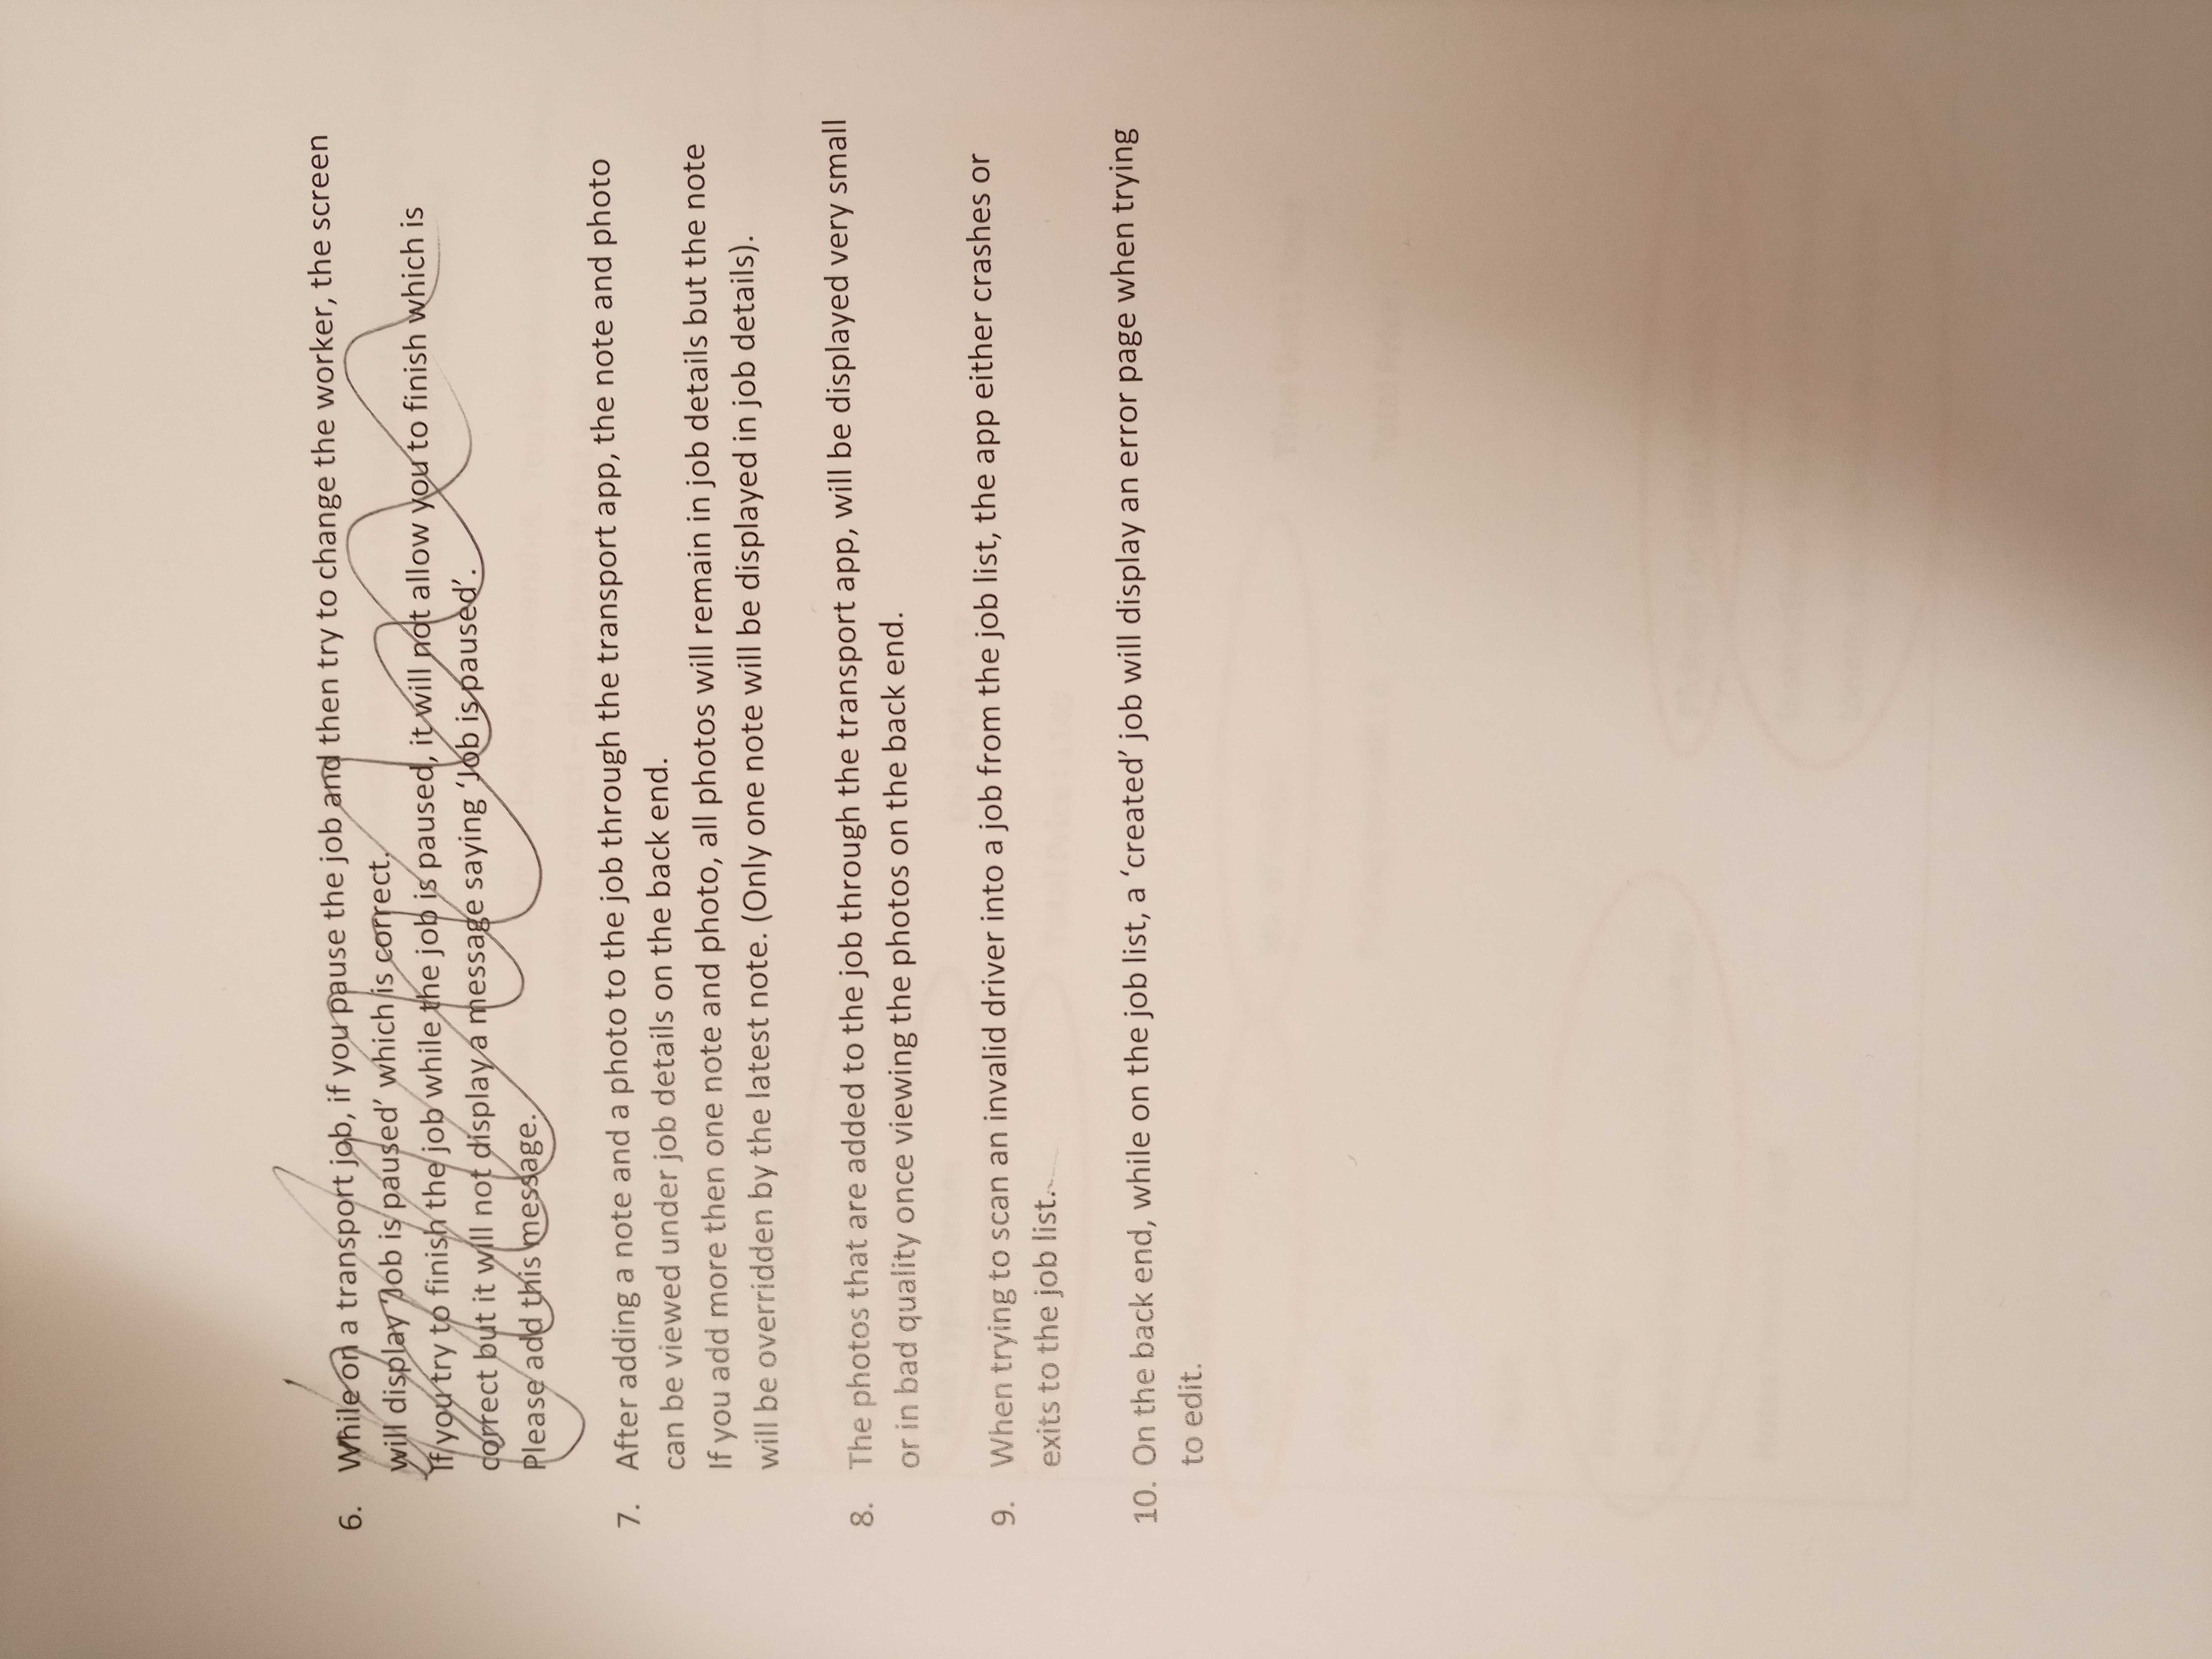 6. While on a transport job, if you pause the job and then try to change the worker, the screen
will display 'Job is paused' which is correct.
If you try to finish the job while the job is paused, it will not allow you to finish which is
correct but it will not display a message saying 'Job is paused'.
Please add this message.
7. After adding a note and a photo to the job through the transport app, the note and photo
can be viewed under job details on the back end.
If you add more then one note and photo, all photos will remain in job details but the note
will be overridden by the latest note. (Only one note will be displayed in job details).
8. The photos that are added to the job through the transport app, will be displayed very small
or in bad quality once viewing the photos on the back end.
9. When trying to scan an invalid driver into a job from the job list, the app either crashes or
exits to the job list.
10. On the back end, while on the job list, a 'created' job will display an error page when trying
to edit.